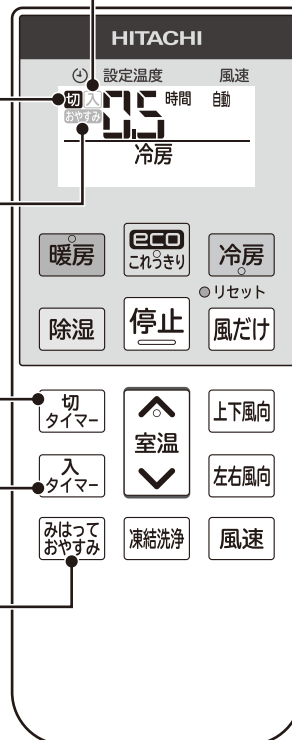 HITACHI
設定温度 風速
切 入 0.5 時間 自動
おやすみ
冷房
暖房 eco これっきり 冷房
リセット
除湿 停止 風だけ
切タイマー 室温 上下風向
入タイマー 左右風向
みはっておやすみ 凍結洗浄 風速